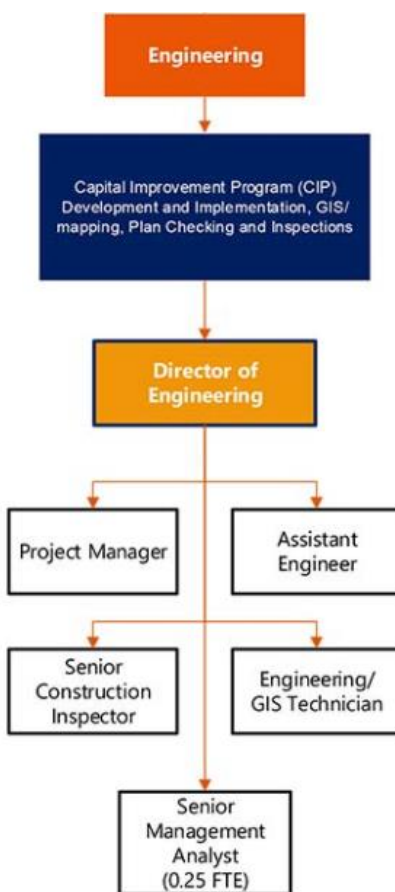 Engineering
Capital Improvement Program (CIP)
Development and Implementation, GIS/
mapping, Plan Checking and Inspections
Director of
Engineering
Project Manager
Assistant
Engineer
Senior
Construction
Inspector
Engineering/
GIS Technician
Senior
Management
Analyst
(0.25 FTE)